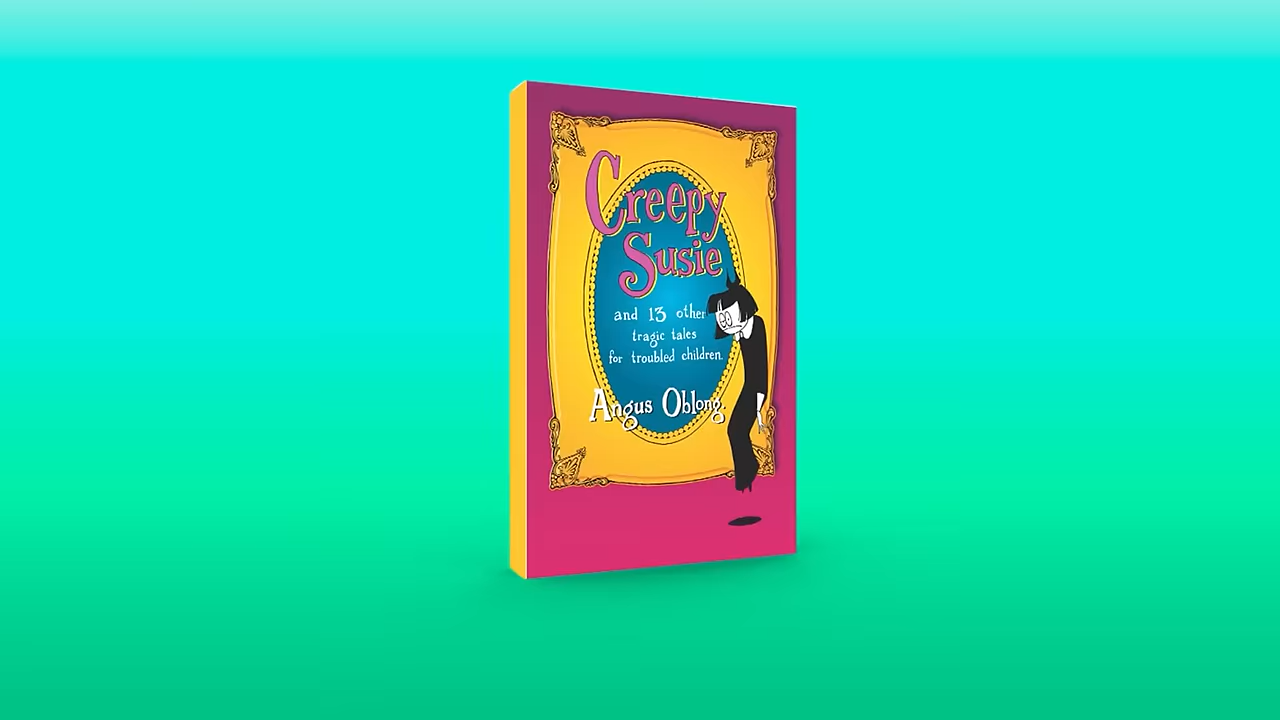 Creepy
Susie
and 13 other
tragic tales
for troubled children.
Angus Oblong.